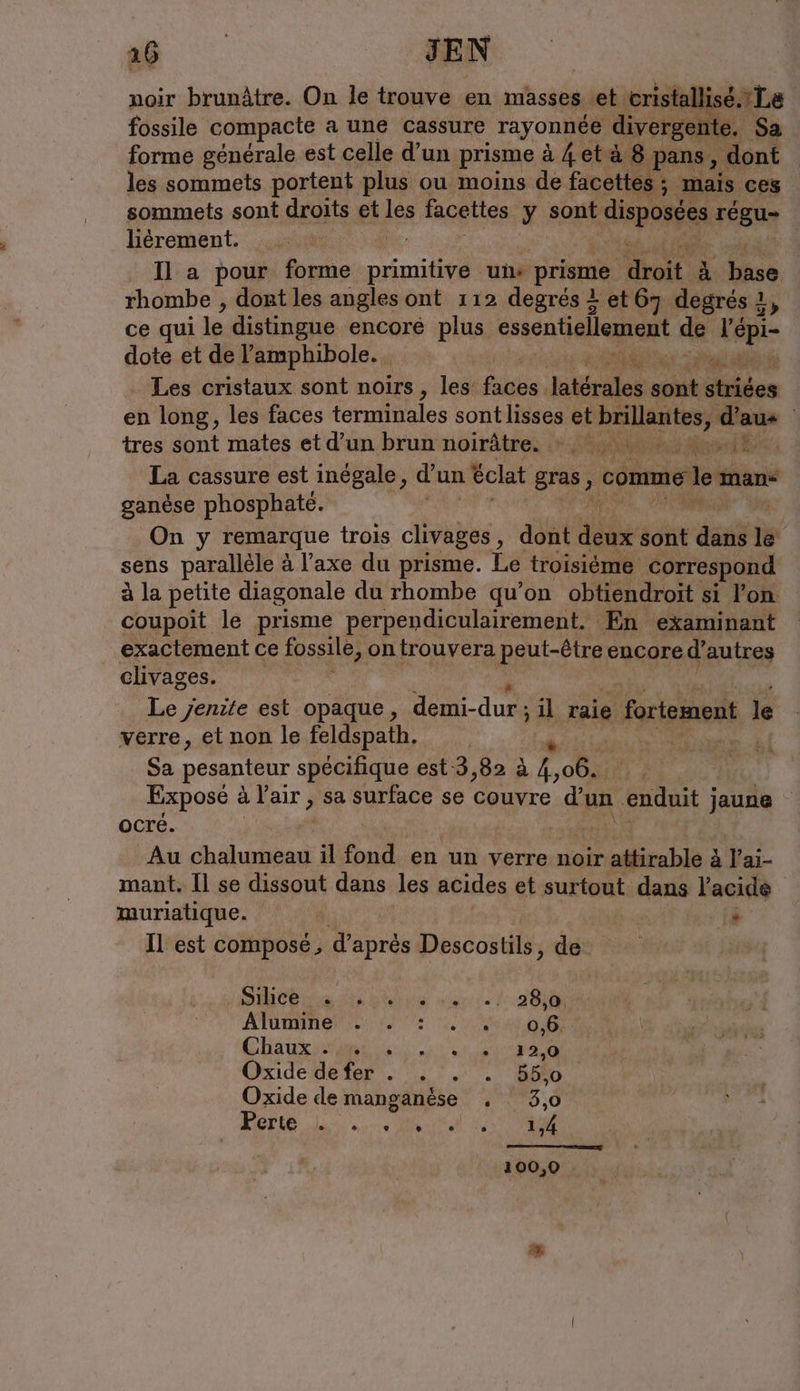 16 JEN
noir brunâtre. On le trouve en masses et cristallisé. Le
fossile compacte a une cassure rayonnée divergente. Sa
forme générale est celle d'un prisme à 4 et à 8 pans, dont
les sommets portent plus ou moins de facettes ; mais ces
sommets sont droits et les facettes y sont disposées régu-
liérement.
Il a pour forme primitive un prisme droit à base
rhombe , dont les angles ont 112 degrés ½ et 67 degrés ½,
ce qui le distingue encore plus essentiellement de l'épi-
dote et de l'amphibole.
Les cristaux sont noirs , les faces latérales sont striées
en long, les faces terminales sont lisses et brillantes, d'au-
tres sont mates et d'un brun noirâtre.
La cassure est inégale, d'un éclat gras, comme le man-
ganése phosphaté.
On y remarque trois clivages, dont deux sont dans le
sens parallèle à l'axe du prisme. Le troisiéme correspond
à la petite diagonale du rhombe qu'on obtiendroit si l'on
coupoit le prisme perpendiculairement. En examinant
exactement ce fossile, on trouvera peut-être encore d'autres
clivages.
Le jenite est opaque, demi-dur ; il raie fortement le
verre, et non le feldspath.
Sa pesanteur spécifique est 3,82 à 4,06.
Exposé à l'air , sa surface se couvre d'un enduit jaune
ocré.
Au chalumeau il fond en un verre noir attirable à l'ai-
mant. Il se dissout dans les acides et surtout dans l'acide
muriatique.
Il est composé, d'après Descostils, de
Silice . . . . . . . 28,0
Alumine . . : . . 0,6
Chaux . . . . . . 12,0
Oxide de fer . . . . 55,0
Oxide de manganése . 3,0
Perte . . . . . . 1,4
100,0